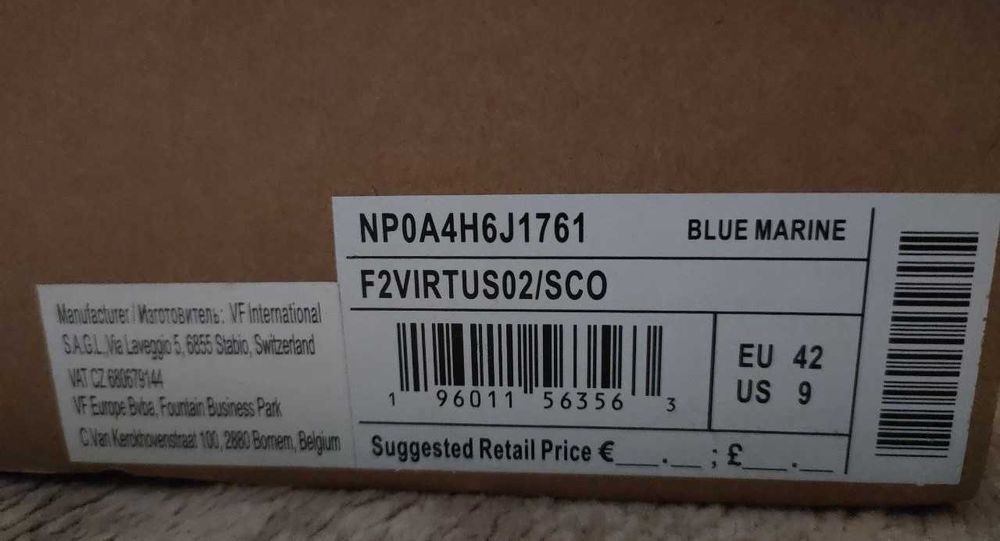 NP0A4H6J1761 BLUE MARINE
F2VIRTUS02/SCO
1 96011 56356 3
EU 42
US 9
Suggested Retail Price €___.__ ; £___.__
Manufacturer / Изготовитель: VF International
S.A.G.L.,Via Laveggio 5, 6855 Stabio, Switzerland
VAT CZ 680679144
VF Europe Bvba, Fountain Business Park
C.Van Kerckhovenstraat 100, 2880 Bornem, Belgium